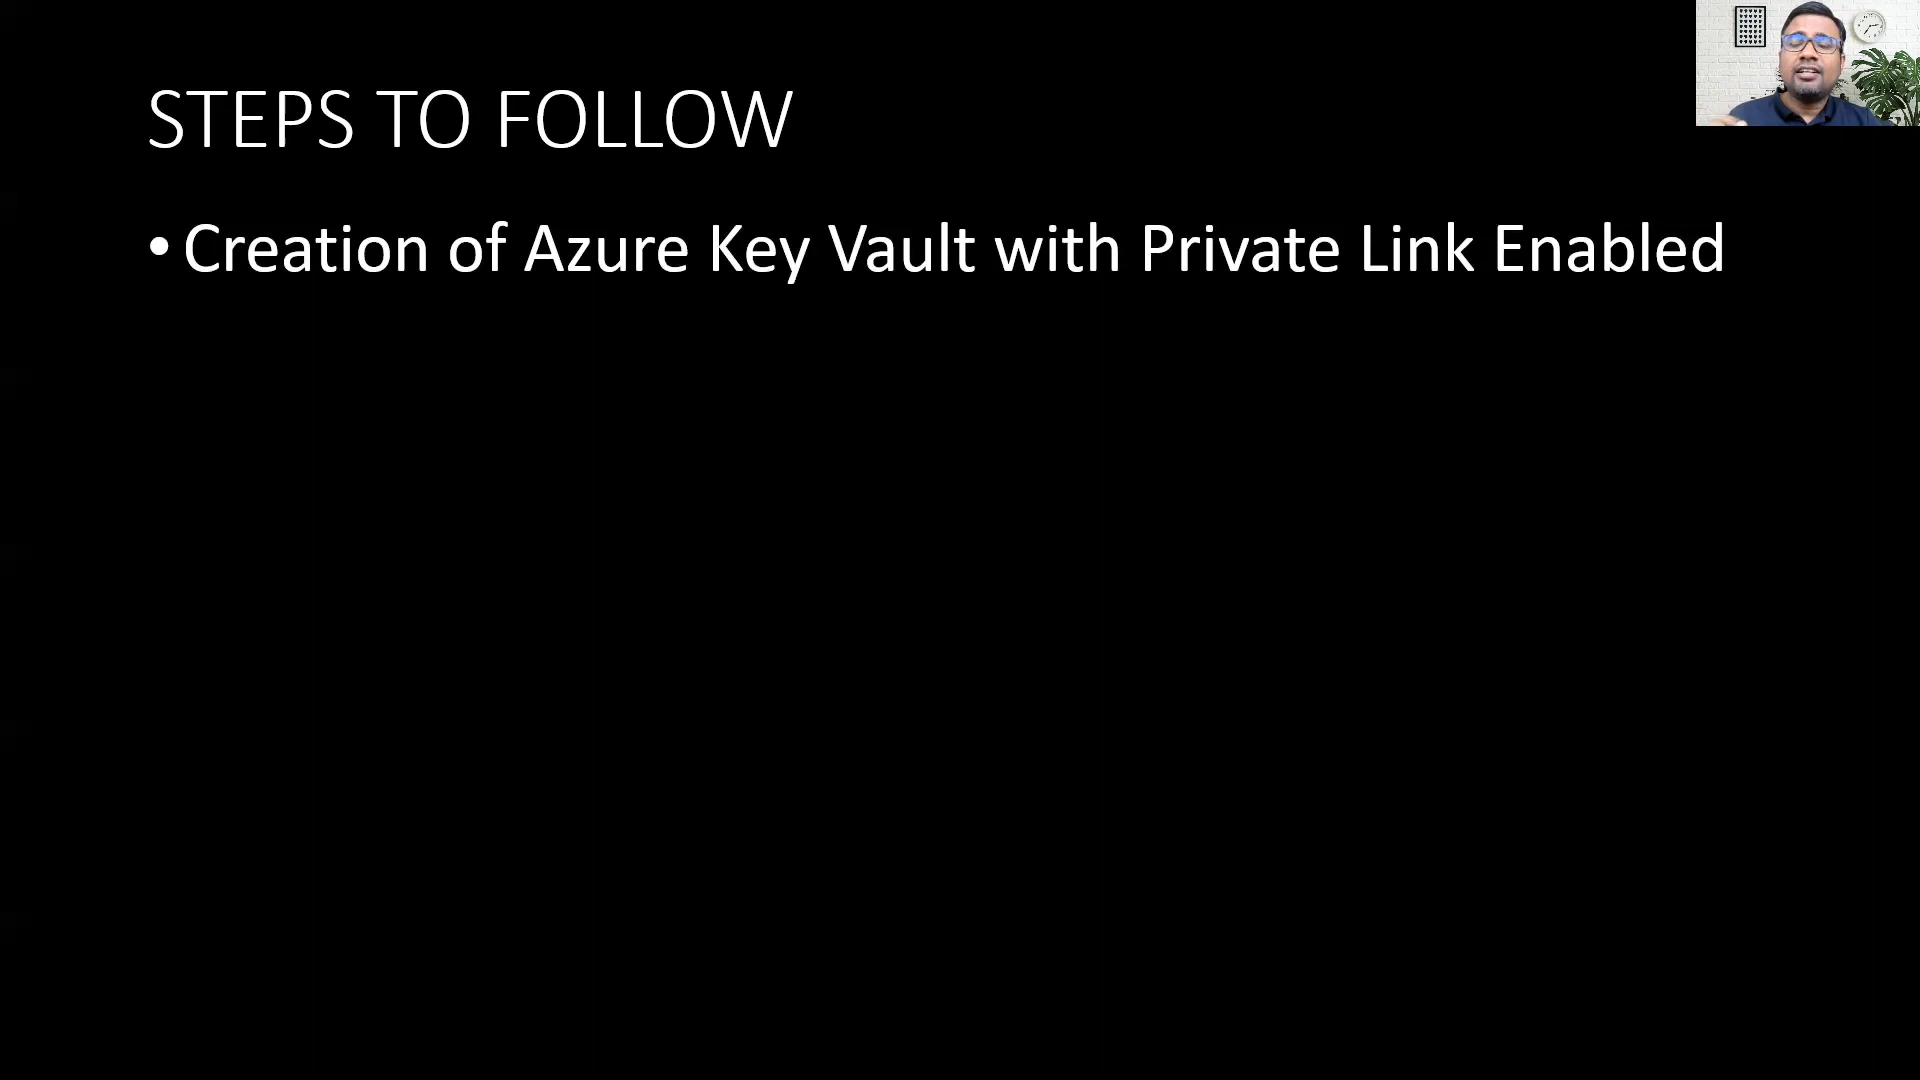 STEPS TO FOLLOW
• Creation of Azure Key Vault with Private Link Enabled